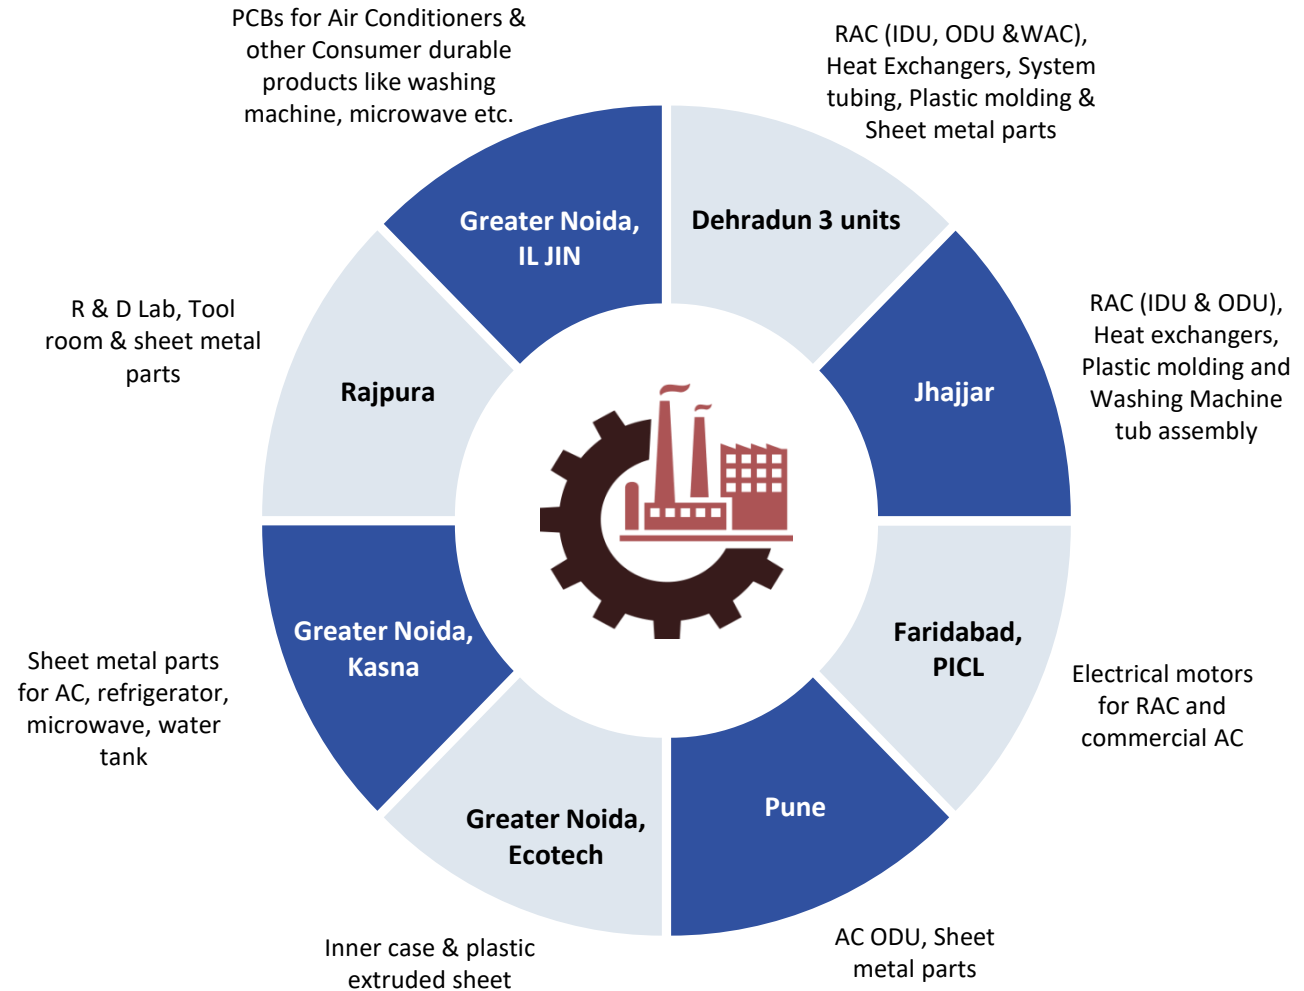 PCBs for Air Conditioners &
other Consumer durable
products like washing
machine, microwave etc.
RAC (IDU, ODU &WAC),
Heat Exchangers, System
tubing, Plastic molding &
Sheet metal parts
Greater Noida,
IL JIN
Dehradun 3 units
R & D Lab, Tool
room & sheet metal
parts
Rajpura
Jhajjar
RAC (IDU & ODU),
Heat exchangers,
Plastic molding and
Washing Machine
tub assembly
Greater Noida,
Kasna
Sheet metal parts
for AC, refrigerator,
microwave, water
tank
Faridabad,
PICL
Electrical motors
for RAC and
commercial AC
Greater Noida,
Ecotech
Pune
Inner case & plastic
extruded sheet
AC ODU, Sheet
metal parts